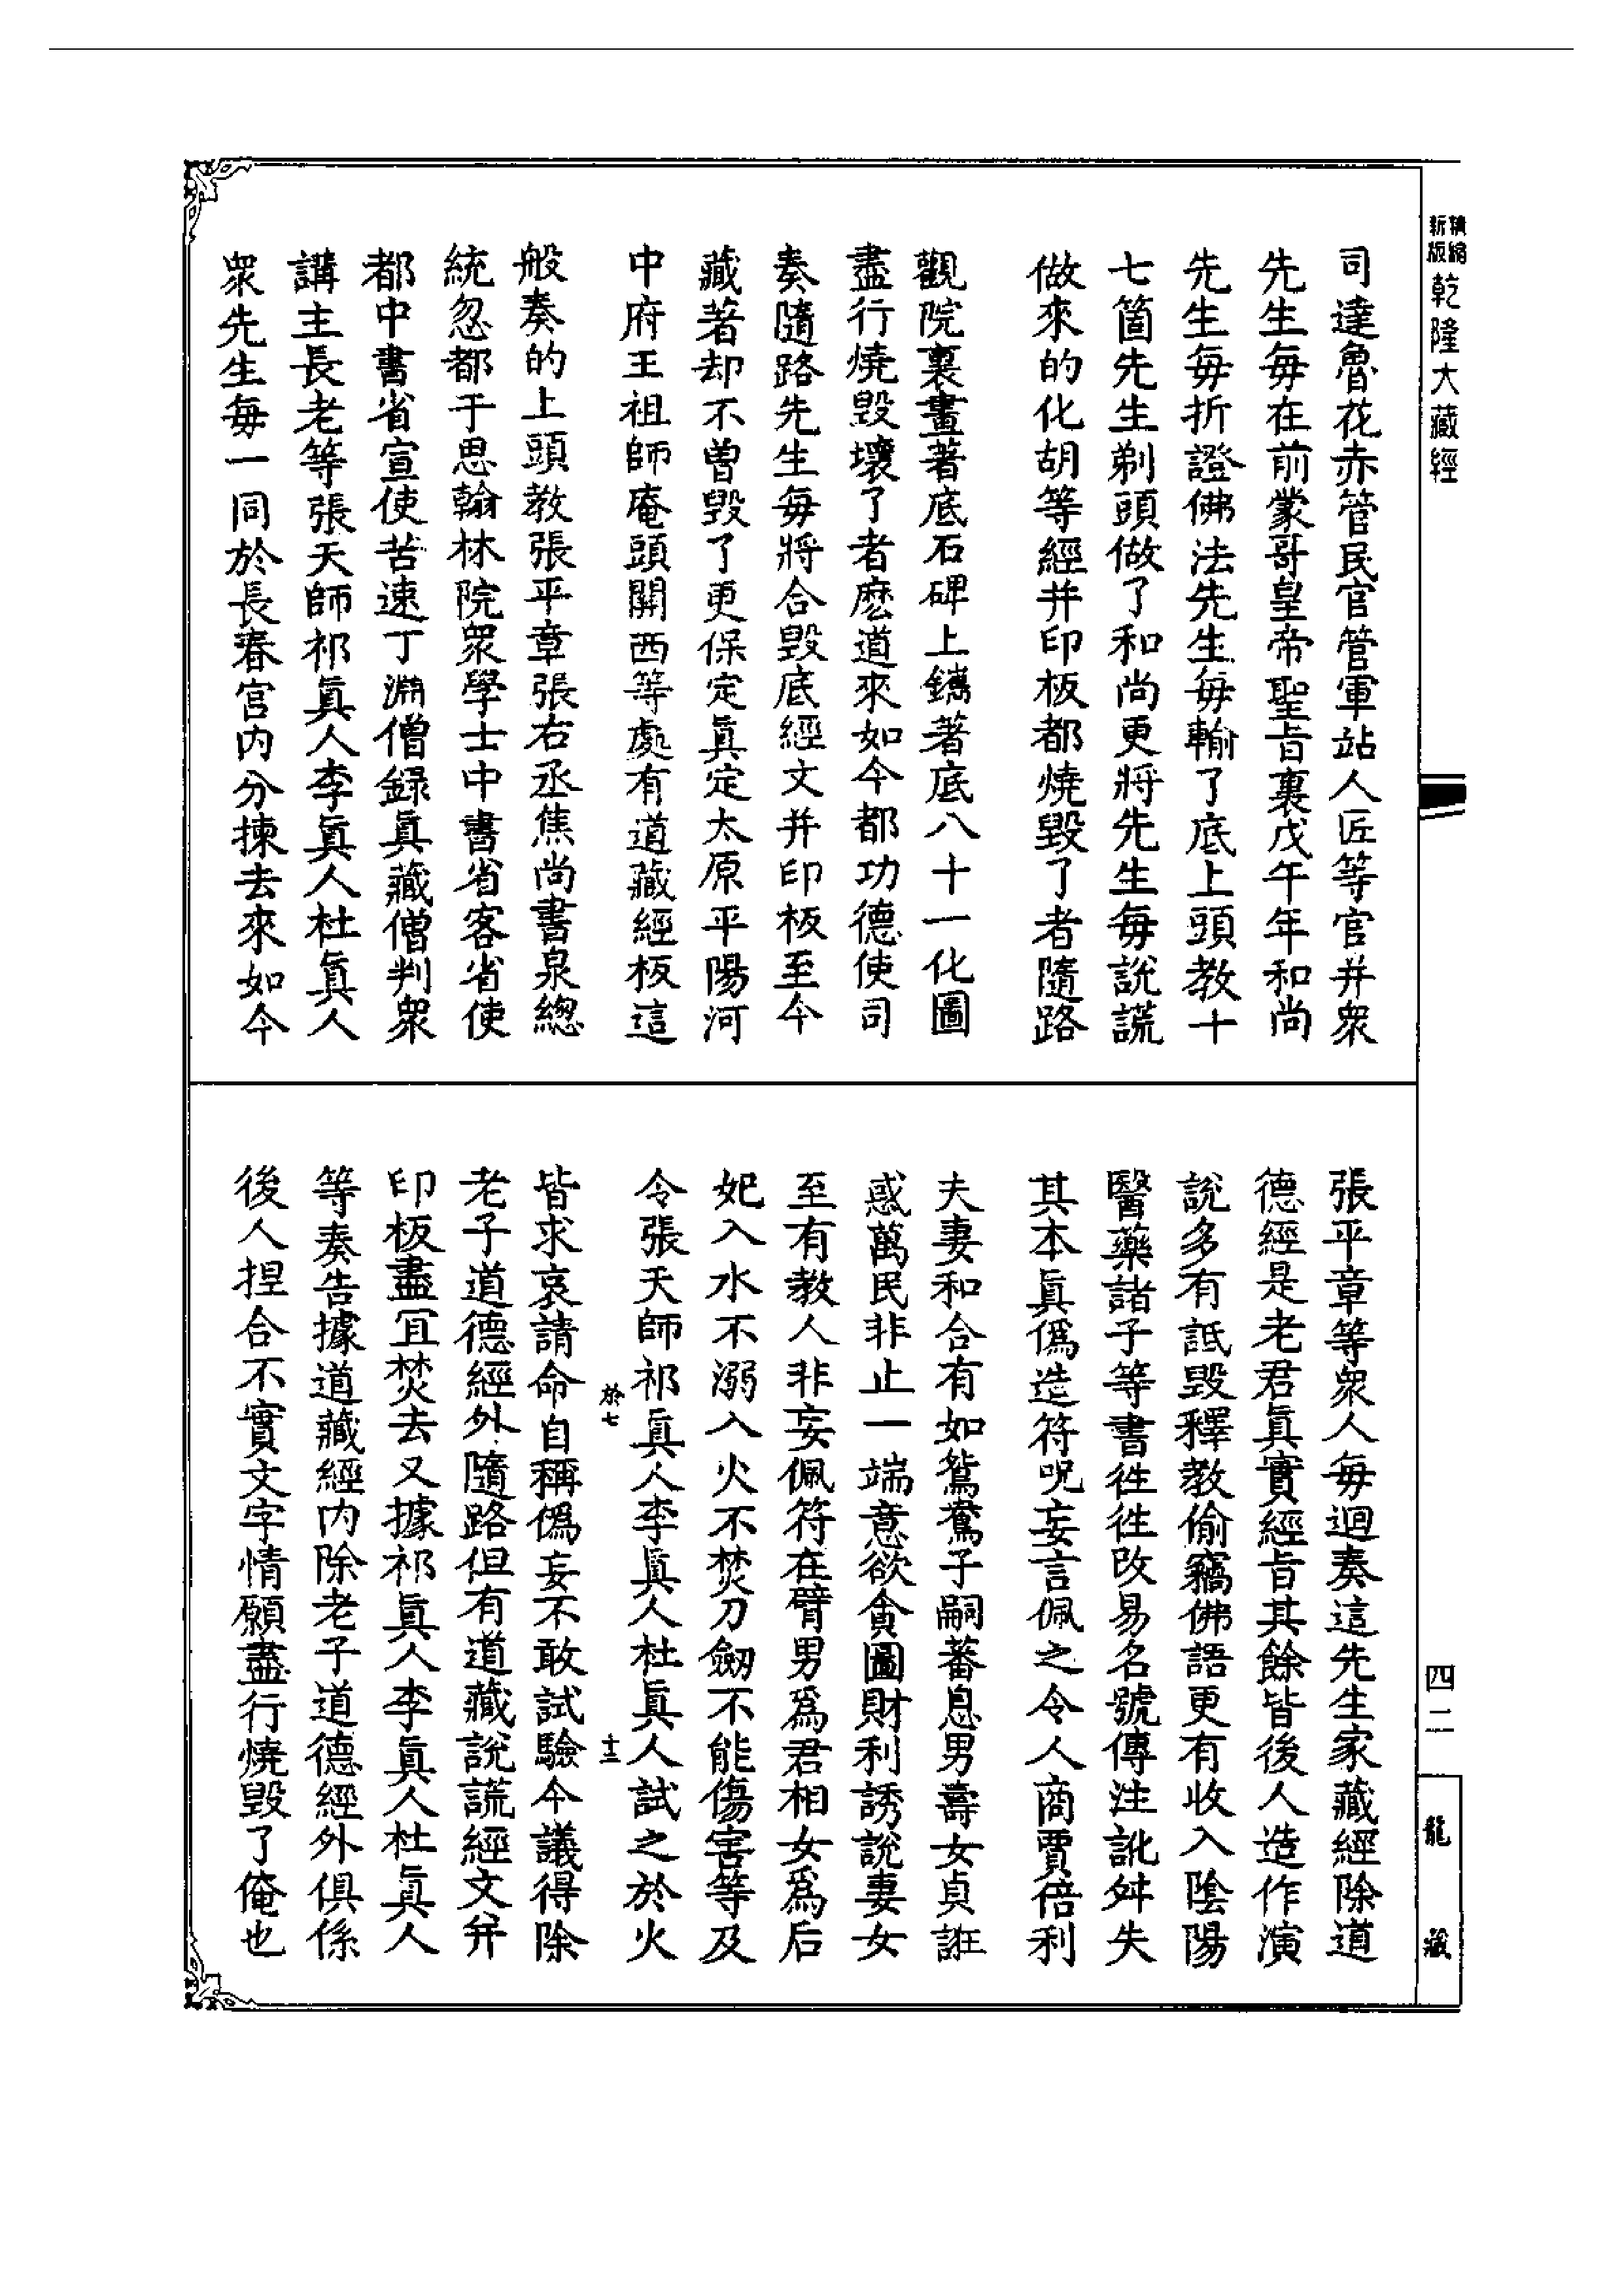 精縮
新版
乾隆大藏經
司達魯花赤管民官管軍站人匠等官并衆
先生每在前蒙哥皇帝聖旨裏戊午年和尚
先生每折證佛法先生每輸了底上頭教十
七箇先生剃頭做了和尚更將先生每說謊
做來的化胡等經并印板都燒毀了者隨路
觀院裏畫著底石碑上鐫著底八十一化圖
盡行燒毀壞了者麽道來如今都功德使司
奏隨路先生每將合毀底經文并印板至今
藏著却不曾毀了更保定眞定太原平陽河
中府王祖師庵頭關西等處有道藏經板這
般奏的上頭教張平章張右丞焦尚書泉總
統忽都于思翰林院衆學士中書省客省使
都中書省宣使苦速丁淵僧録眞藏僧判衆
講主長老等張天師祁眞人李眞人杜眞人
衆先生每一同於長春宮内分揀去來如今
張平章等衆人每迴奏這先生家藏經除道
德經是老君眞實經旨其餘皆後人造作演
說多有詆毀釋教偷竊佛語更有收入陰陽
醫藥諸子等書徃徃改易名號傳注訛舛失
其本眞僞造符呪妄言佩之令人商賈倍利
夫妻和合有如鴛鴦子嗣蕃息男壽女貞誑
惑萬民非止一端意欲貪圖財利誘說妻女
至有教人非妄佩符在臂男爲君相女爲后
妃入水不溺入火不焚刀劒不能傷害等及
令張天師祁眞人李眞人杜眞人試之於火
於七
十三
皆求哀請命自稱僞妄不敢試驗今議得除
老子道德經外隨路但有道藏說謊經文并
印板盡宜焚去又據祁眞人李眞人杜眞人
等奏告據道藏經内除老子道德經外俱係
後人捏合不實文字情願盡行燒毀了俺也
四二
龍藏